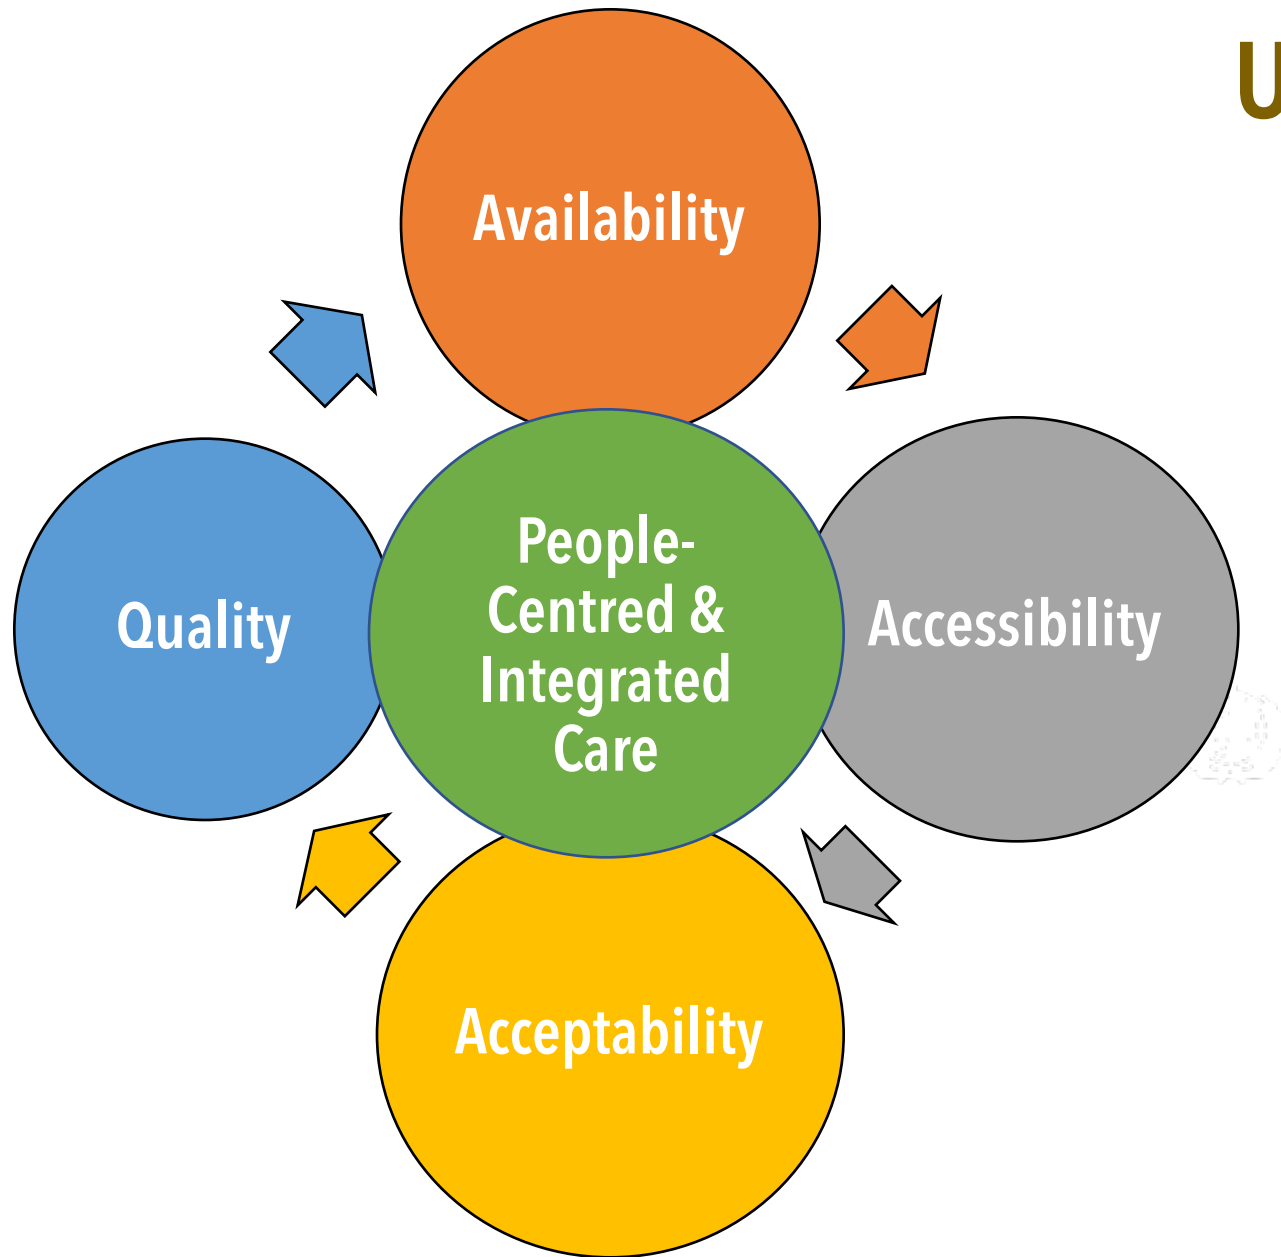 U
Availability
People-
Centred &
Integrated
Care
Quality
Accessibility
Acceptability